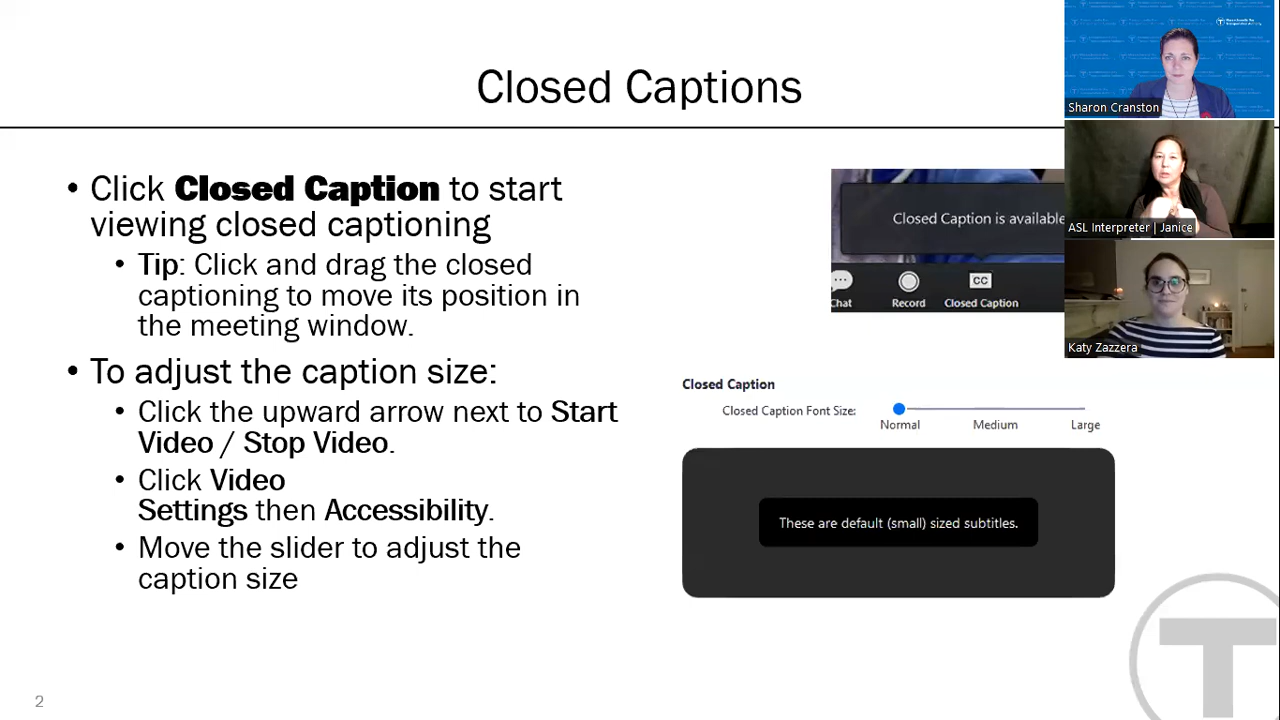 Closed Captions
• Click Closed Caption to start
viewing closed captioning
• Tip: Click and drag the closed
captioning to move its position in
the meeting window.
• To adjust the caption size:
• Click the upward arrow next to Start
Video / Stop Video.
• Click Video
Settings then Accessibility.
• Move the slider to adjust the
caption size
Closed Caption is available
Chat Record Closed Caption
CC
Closed Caption
Closed Caption Font Size:
Normal Medium Large
These are default (small) sized subtitles.
Sharon Cranston
ASL Interpreter | Janice
Katy Zazzera
T
2